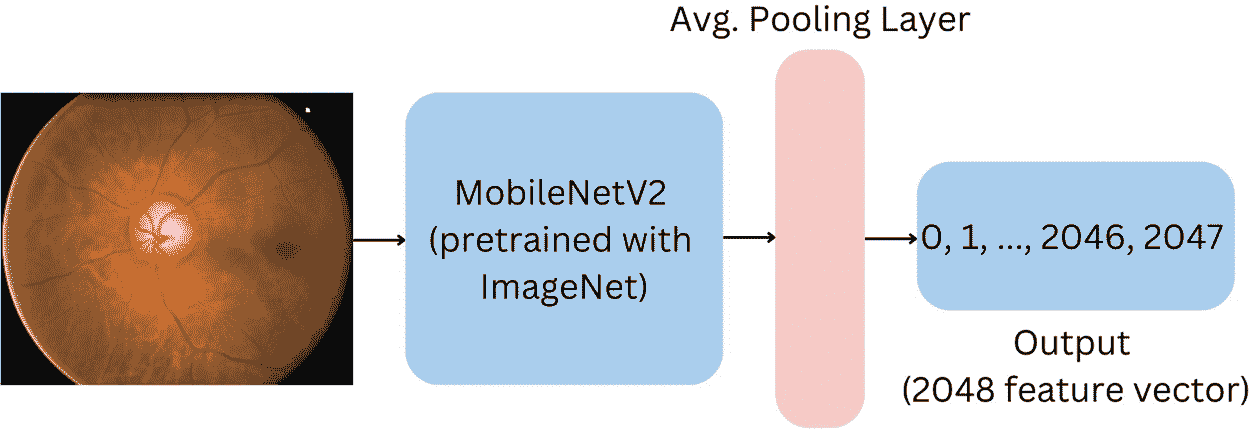 Avg. Pooling Layer
MobileNetV2
(pretrained with
ImageNet)
0, 1, ..., 2046, 2047
Output
(2048 feature vector)